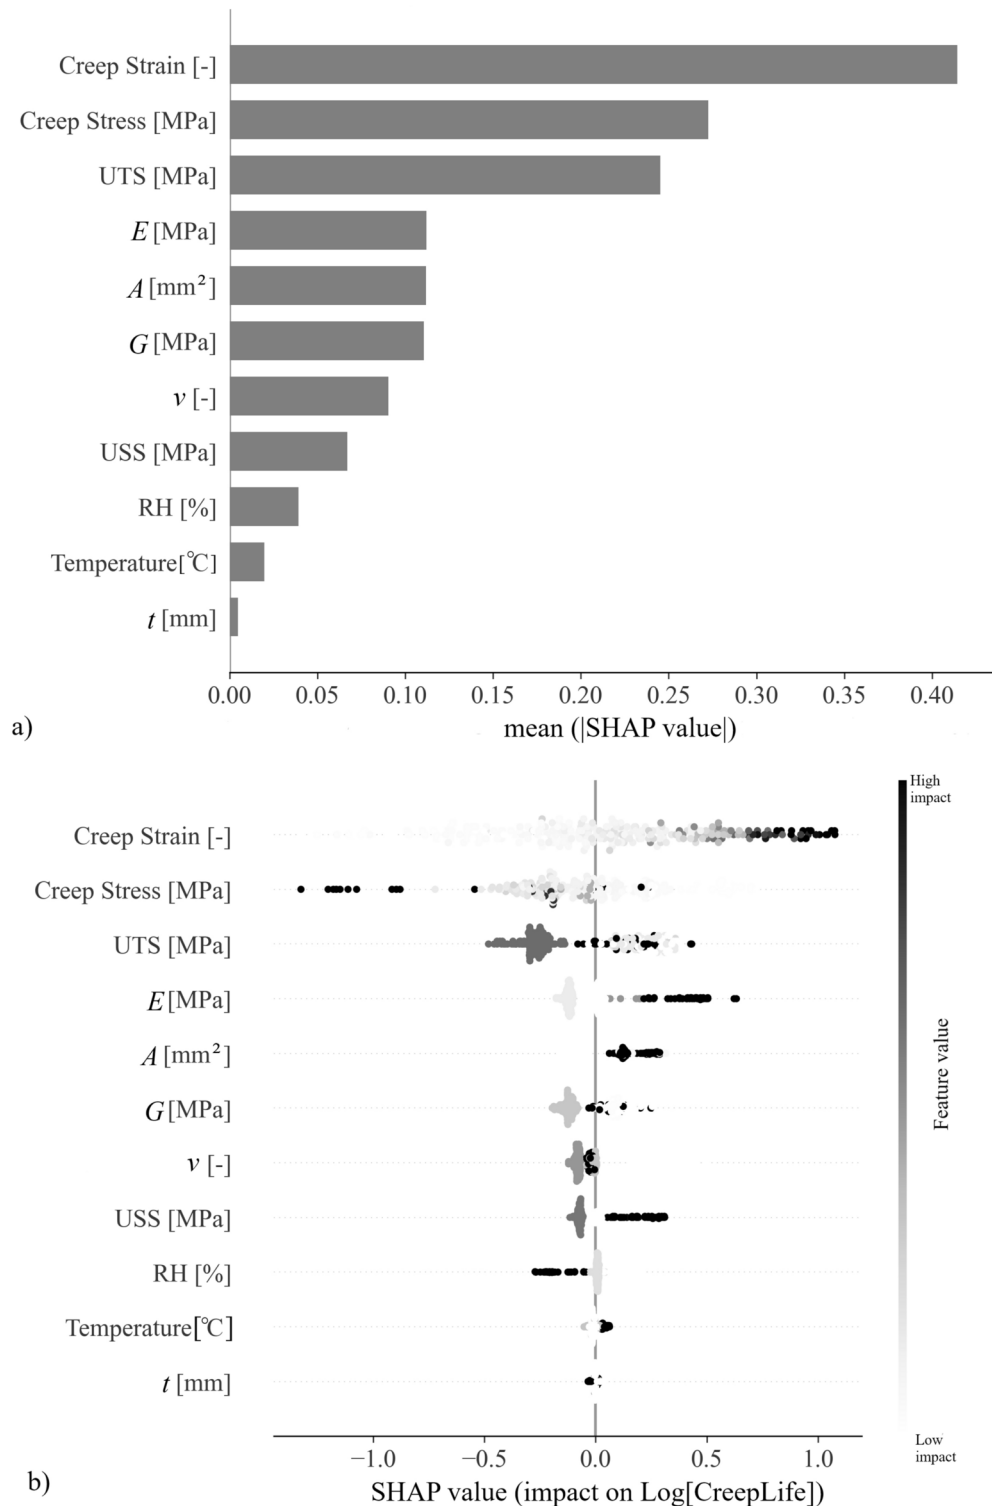 Creep Strain [-]
Creep Stress [MPa]
UTS [MPa]
E [MPa]
A [mm²]
G [MPa]
v [-]
USS [MPa]
RH [%]
Temperature[℃]
t [mm]
0.00 0.05 0.10 0.15 0.20 0.25 0.30 0.35 0.40
mean (|SHAP value|)
a)
High
impact
Creep Strain [-]
Creep Stress [MPa]
UTS [MPa]
E [MPa]
A [mm²]
G [MPa]
v [-]
USS [MPa]
RH [%]
Temperature[℃]
t [mm]
Feature value
Low
impact
−1.0 −0.5 0.0 0.5 1.0
SHAP value (impact on Log[CreepLife])
b)